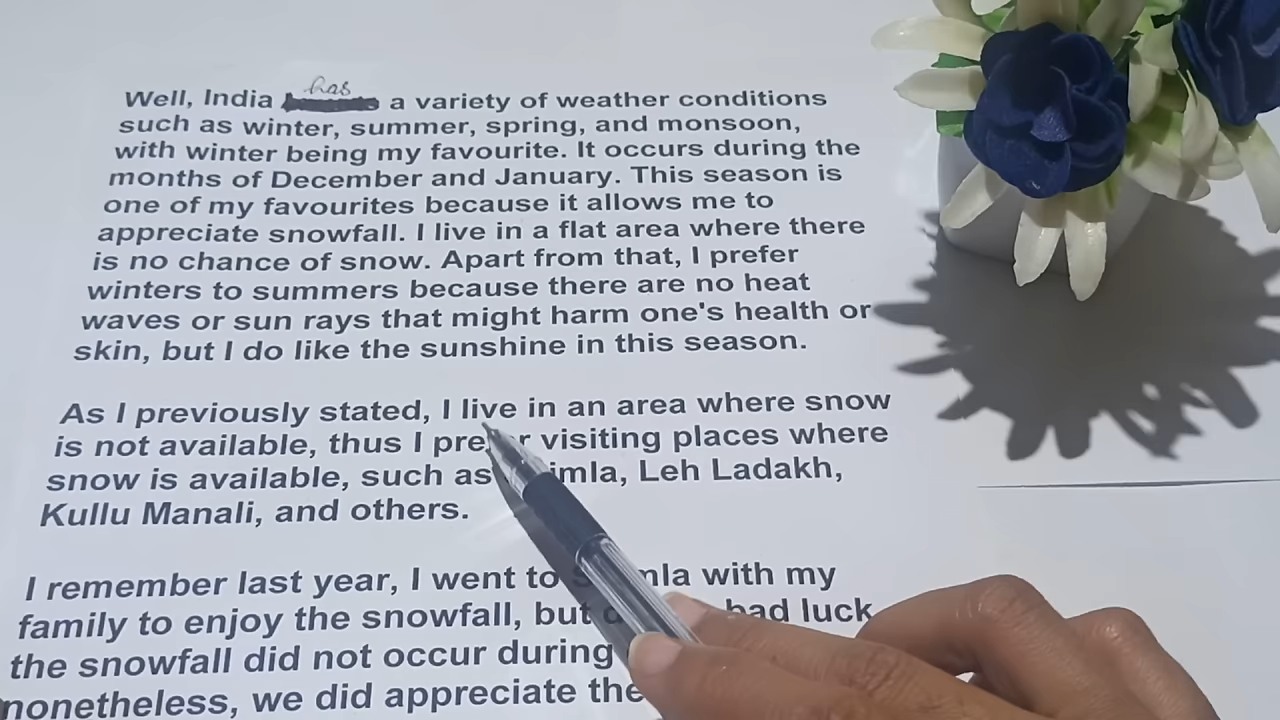 Well, India has a variety of weather conditions
such as winter, summer, spring, and monsoon,
with winter being my favourite. It occurs during the
months of December and January. This season is
one of my favourites because it allows me to
appreciate snowfall. I live in a flat area where there
is no chance of snow. Apart from that, I prefer
winters to summers because there are no heat
waves or sun rays that might harm one's health or
skin, but I do like the sunshine in this season.
As I previously stated, I live in an area where snow
is not available, thus I prefer visiting places where
snow is available, such as Leh Ladakh,
Kullu Manali, and others.
I remember last year, I went to with my
family to enjoy the snowfall, but bad luck
the snowfall did not occur during
nonetheless, we did appreciate the